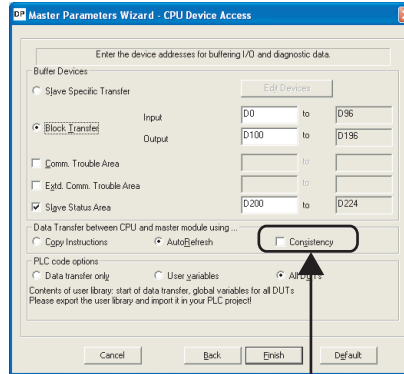 DP Master Parameters Wizard - CPU Device Access
Enter the device addresses for buffering I/O and diagnostic data.
Buffer Devices
Slave Specific Transfer
Edit Devices
Block Transfer
Input D0 to D96
Output D100 to D196
Comm. Trouble Area to
Extd. Comm. Trouble Area to
Slave Status Area D200 to D224
Data Transfer between CPU and master module using ...
Copy Instructions AutoRefresh Consistency
PLC code options
Data transfer only User variables All DUTs
Contents of user library: start of data transfer, global variables for all DUTs
Please export the user library and import it in your PLC project!
Cancel Back Finish Default